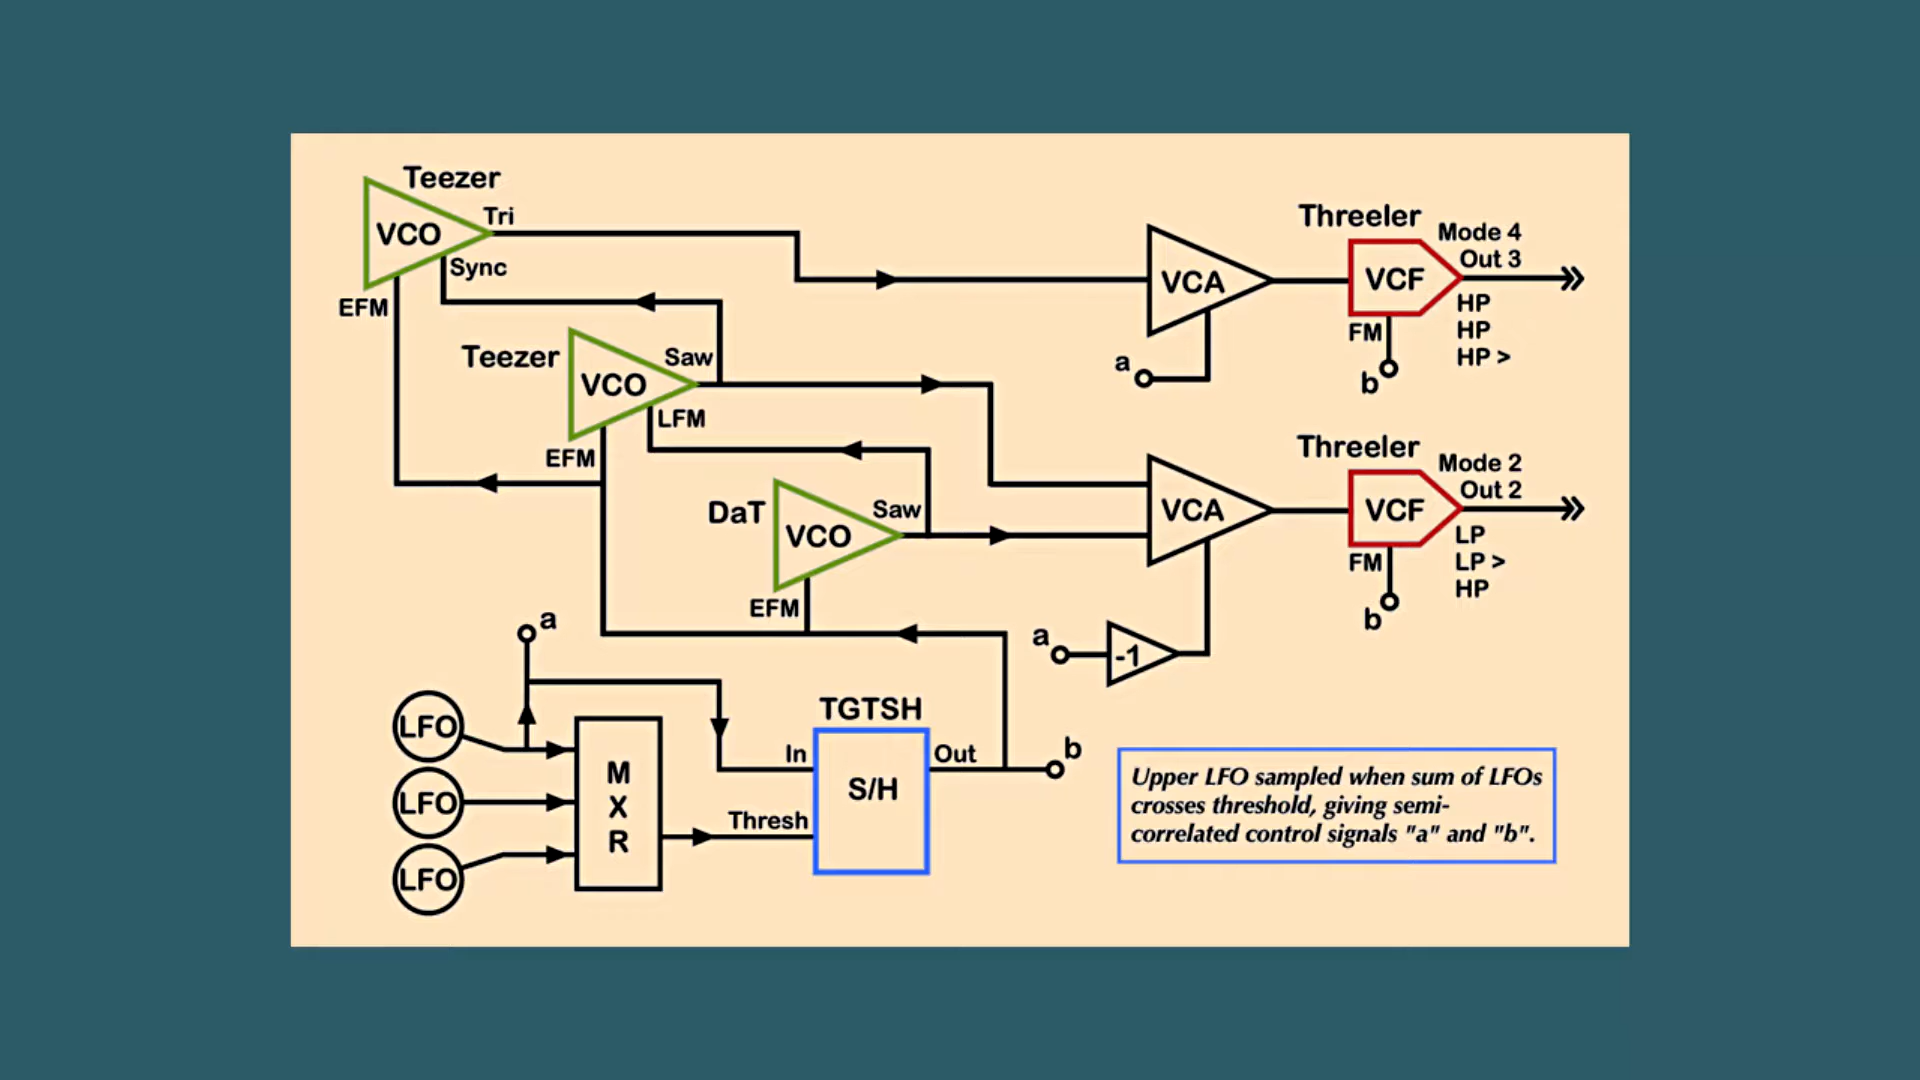 Teezer
VCO
Tri
Sync
EFM
Teezer
VCO
Saw
LFM
EFM
DaT
VCO
Saw
EFM
VCA
a
Threeler
VCF
Mode 4
Out 3
HP
HP
HP >
FM
b
VCA
Threeler
VCF
Mode 2
Out 2
LP
LP >
HP
FM
b
a
-1
a
LFO
LFO
LFO
M
X
R
TGTSH
In
S/H
Out
Thresh
b
Upper LFO sampled when sum of LFOs
crosses threshold, giving semi-
correlated control signals "a" and "b".